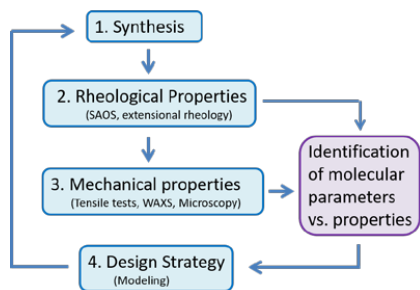 1. Synthesis
2. Rheological Properties
(SAOS, extensional rheology)
3. Mechanical properties
(Tensile tests, WAXS, Microscopy)
Identification
of molecular
parameters
vs. properties
4. Design Strategy
(Modeling)